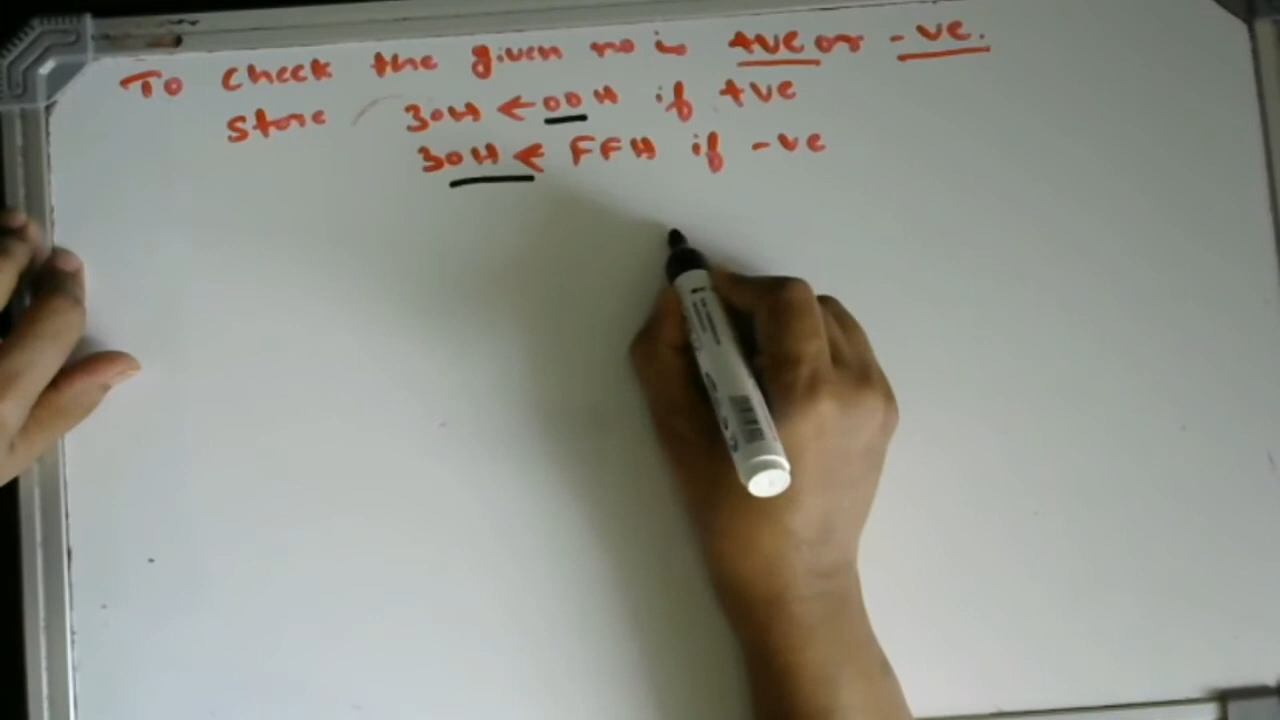 To check the given no is +ve or -ve.
store 30H ← 00H if +ve
30H ← FFH if -ve